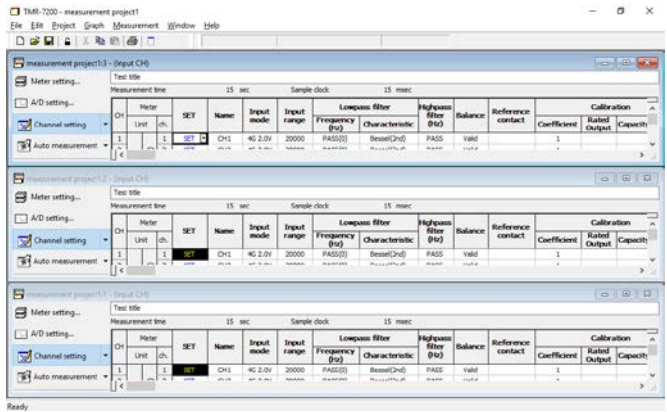 TMR-7200 - measurement project1
File Edit Project Graph Measurement Window Help
measurement project1:3 - (Input CH)
Meter setting...
A/D setting...
Channel setting
Auto measurement
Test title
Measurement time 15 sec Sample clock 15 msec
CH Meter SET Name Input mode Input range Lowpass filter Highpass filter (Hz) Balance Reference contact Calibration
Unit ch. Frequency (Hz) Characteristic Coefficient Rated Output Capacity
1 1 SET CH1 4G 2.0V 20000 PASS(0) Bessel(2nd) PASS Valid 1
measurement project1:2 - (Input CH)
Meter setting...
A/D setting...
Channel setting
Auto measurement
Test title
Measurement time 15 sec Sample clock 15 msec
CH Meter SET Name Input mode Input range Lowpass filter Highpass filter (Hz) Balance Reference contact Calibration
Unit ch. Frequency (Hz) Characteristic Coefficient Rated Output Capacity
1 1 SET CH1 4G 2.0V 20000 PASS(0) Bessel(2nd) PASS Valid 1
measurement project1:1 - (Input CH)
Meter setting...
A/D setting...
Channel setting
Auto measurement
Test title
Measurement time 15 sec Sample clock 15 msec
CH Meter SET Name Input mode Input range Lowpass filter Highpass filter (Hz) Balance Reference contact Calibration
Unit ch. Frequency (Hz) Characteristic Coefficient Rated Output Capacity
1 1 SET CH1 4G 2.0V 20000 PASS(0) Bessel(2nd) PASS Valid 1
Ready